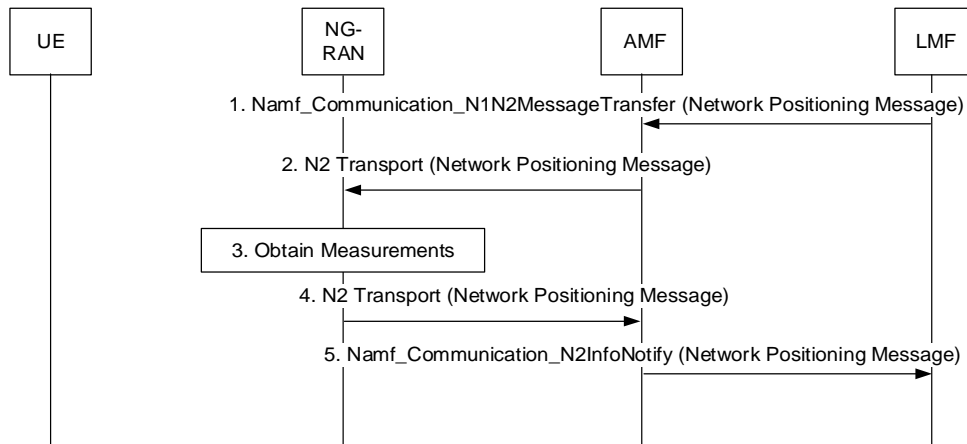 UE
NG-
RAN
AMF
LMF
1. Namf_Communication_N1N2MessageTransfer (Network Positioning Message)
2. N2 Transport (Network Positioning Message)
3. Obtain Measurements
4. N2 Transport (Network Positioning Message)
5. Namf_Communication_N2InfoNotify (Network Positioning Message)